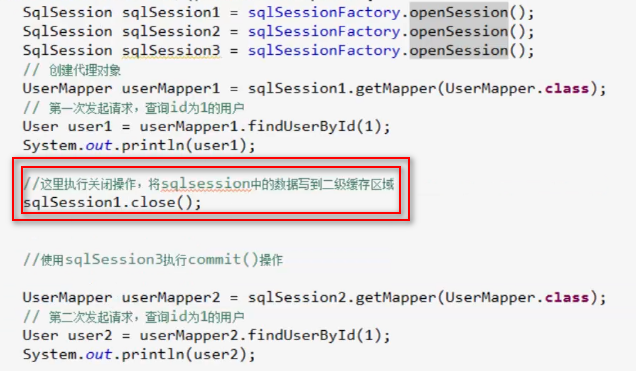 SqlSession sqlSession1 = sqlSessionFactory.openSession();
SqlSession sqlSession2 = sqlSessionFactory.openSession();
SqlSession sqlSession3 = sqlSessionFactory.openSession();
// 创建代理对象
UserMapper userMapper1 = sqlSession1.getMapper(UserMapper.class);
// 第一次发起请求，查询id为1的用户
User user1 = userMapper1.findUserById(1);
System.out.println(user1);
//这里执行关闭操作，将sqlsession中的数据写到二级缓存区域
sqlSession1.close();
//使用sqlSession3执行commit()操作
UserMapper userMapper2 = sqlSession2.getMapper(UserMapper.class);
// 第二次发起请求，查询id为1的用户
User user2 = userMapper2.findUserById(1);
System.out.println(user2);